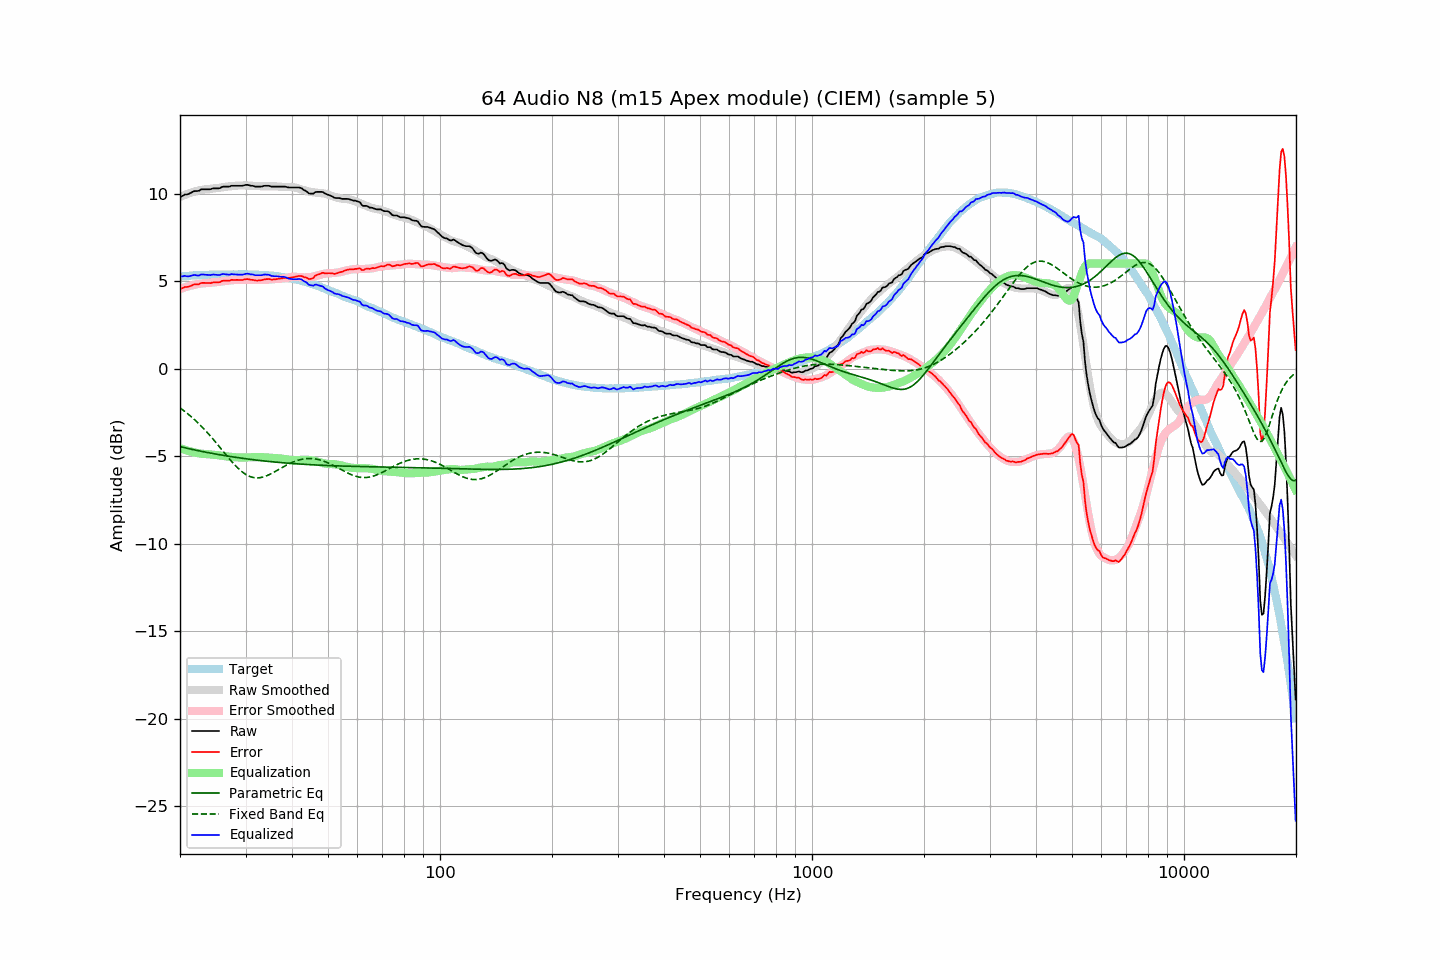 64 Audio N8 (m15 Apex module) (CIEM) (sample 5)
10
5
0
−5
−10
−15
−20
−25
Amplitude (dBr)
Target
Raw Smoothed
Error Smoothed
Raw
Error
Equalization
Parametric Eq
Fixed Band Eq
Equalized
100
1000
10000
Frequency (Hz)